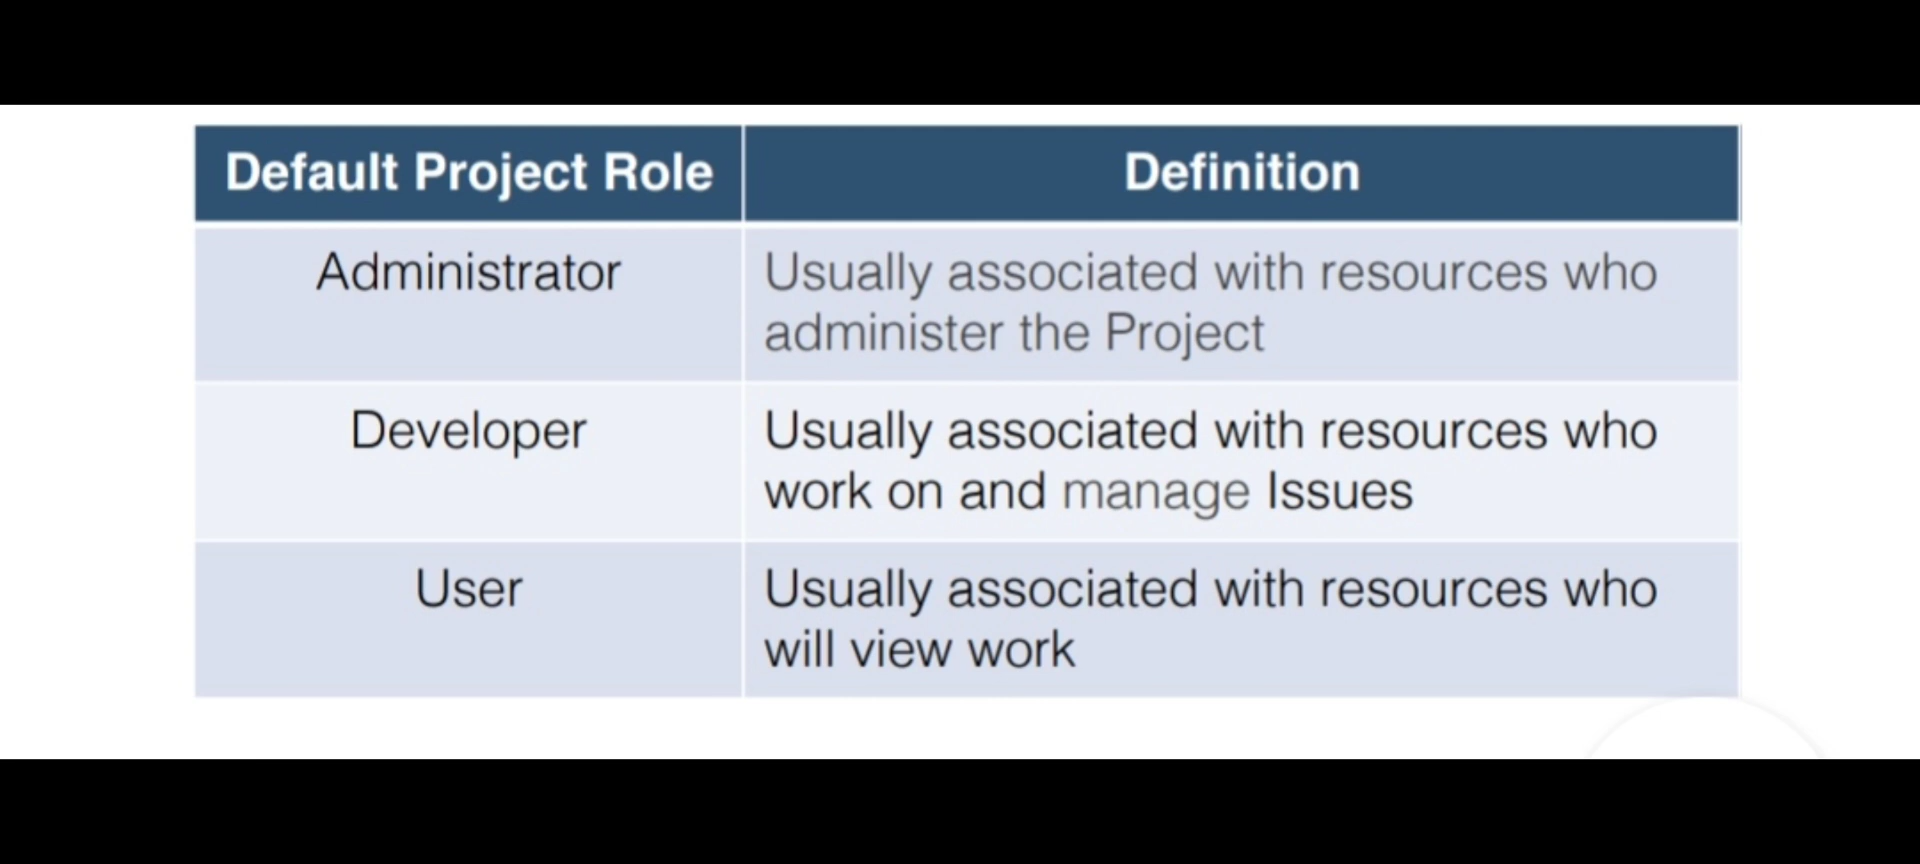 Default Project Role
Definition
Administrator
Usually associated with resources who
administer the Project
Developer
Usually associated with resources who
work on and manage Issues
User
Usually associated with resources who
will view work